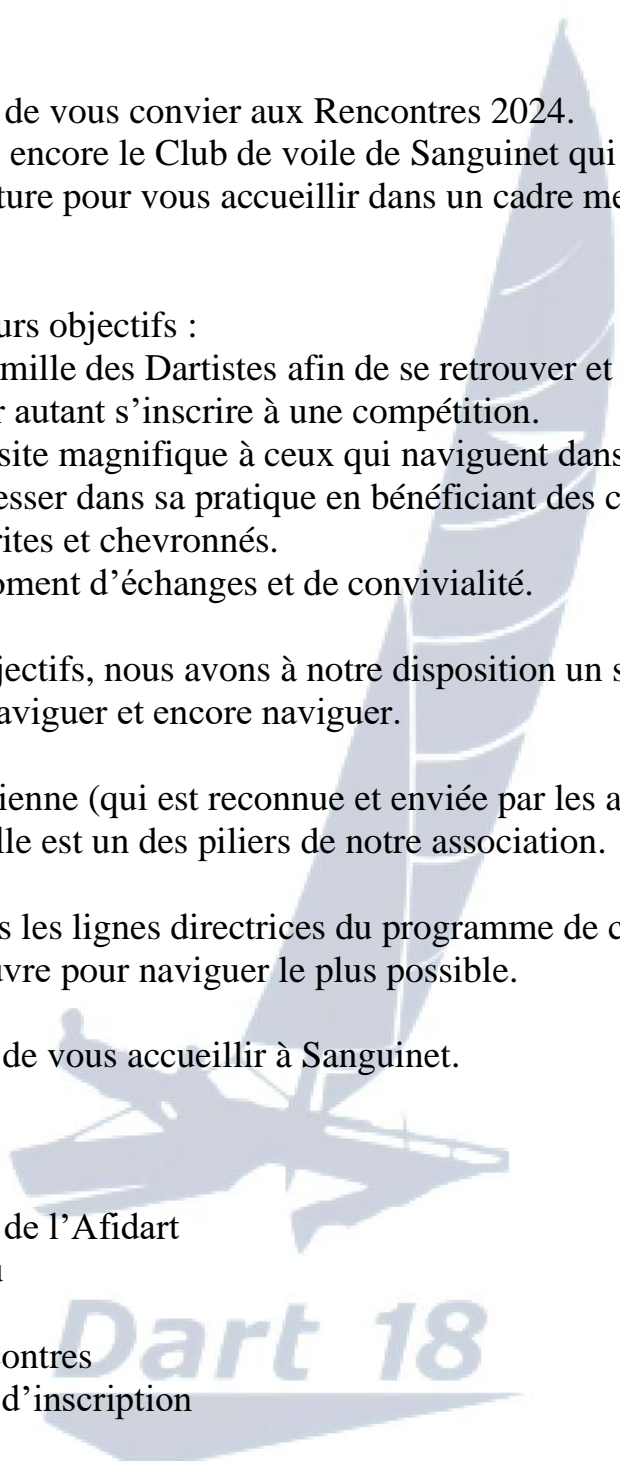 de vous convier aux Rencontres 2024.
encore le Club de voile de Sanguinet qui
ture pour vous accueillir dans un cadre me
urs objectifs :
mille des Dartistes afin de se retrouver et
r autant s’inscrire à une compétition.
site magnifique à ceux qui naviguent dans
esser dans sa pratique en bénéficiant des c
rites et chevronnés.
oment d’échanges et de convivialité.
jectifs, nous avons à notre disposition un s
aviguer et encore naviguer.
ienne (qui est reconnue et enviée par les a
lle est un des piliers de notre association.
s les lignes directrices du programme de c
uvre pour naviguer le plus possible.
de vous accueillir à Sanguinet.
de l’Afidart
Dart 18
contres
d’inscription